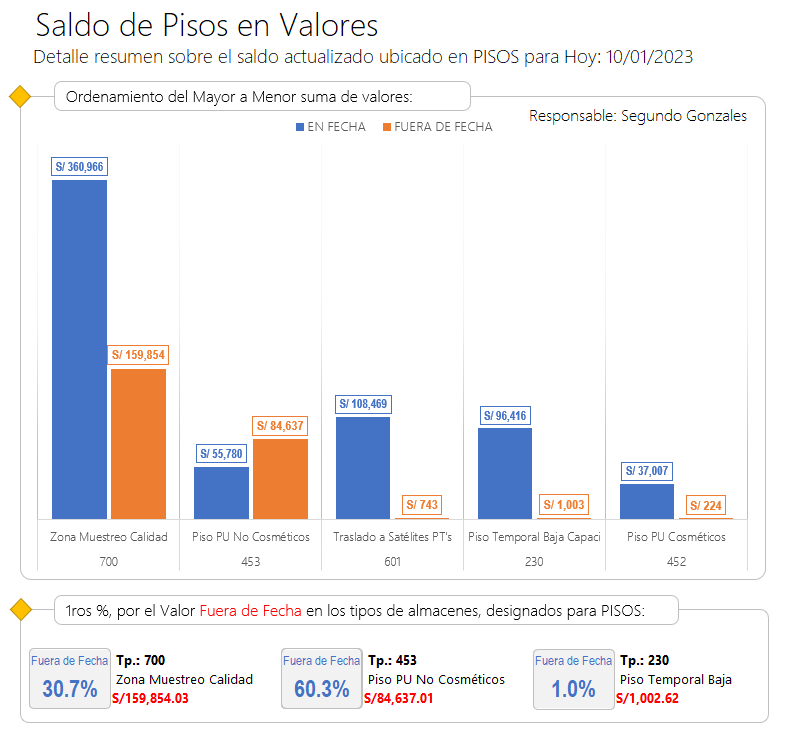 Saldo de Pisos en Valores
Detalle resumen sobre el saldo actualizado ubicado en PISOS para Hoy: 10/01/2023
Ordenamiento del Mayor a Menor suma de valores:
Responsable: Segundo Gonzales
EN FECHA FUERA DE FECHA
S/ 360,966
S/ 159,854
S/ 55,780
S/ 84,637
S/ 108,469
S/ 743
S/ 96,416
S/ 1,003
S/ 37,007
S/ 224
Zona Muestreo Calidad Piso PU No Cosméticos Traslado a Satélites PT's Piso Temporal Baja Capaci Piso PU Cosméticos
700 453 601 230 452
1ros %, por el Valor Fuera de Fecha en los tipos de almacenes, designados para PISOS:
Fuera de Fecha
30.7%
Tp.: 700
Zona Muestreo Calidad
S/159,854.03
Fuera de Fecha
60.3%
Tp.: 453
Piso PU No Cosméticos
S/84,637.01
Fuera de Fecha
1.0%
Tp.: 230
Piso Temporal Baja
S/1,002.62